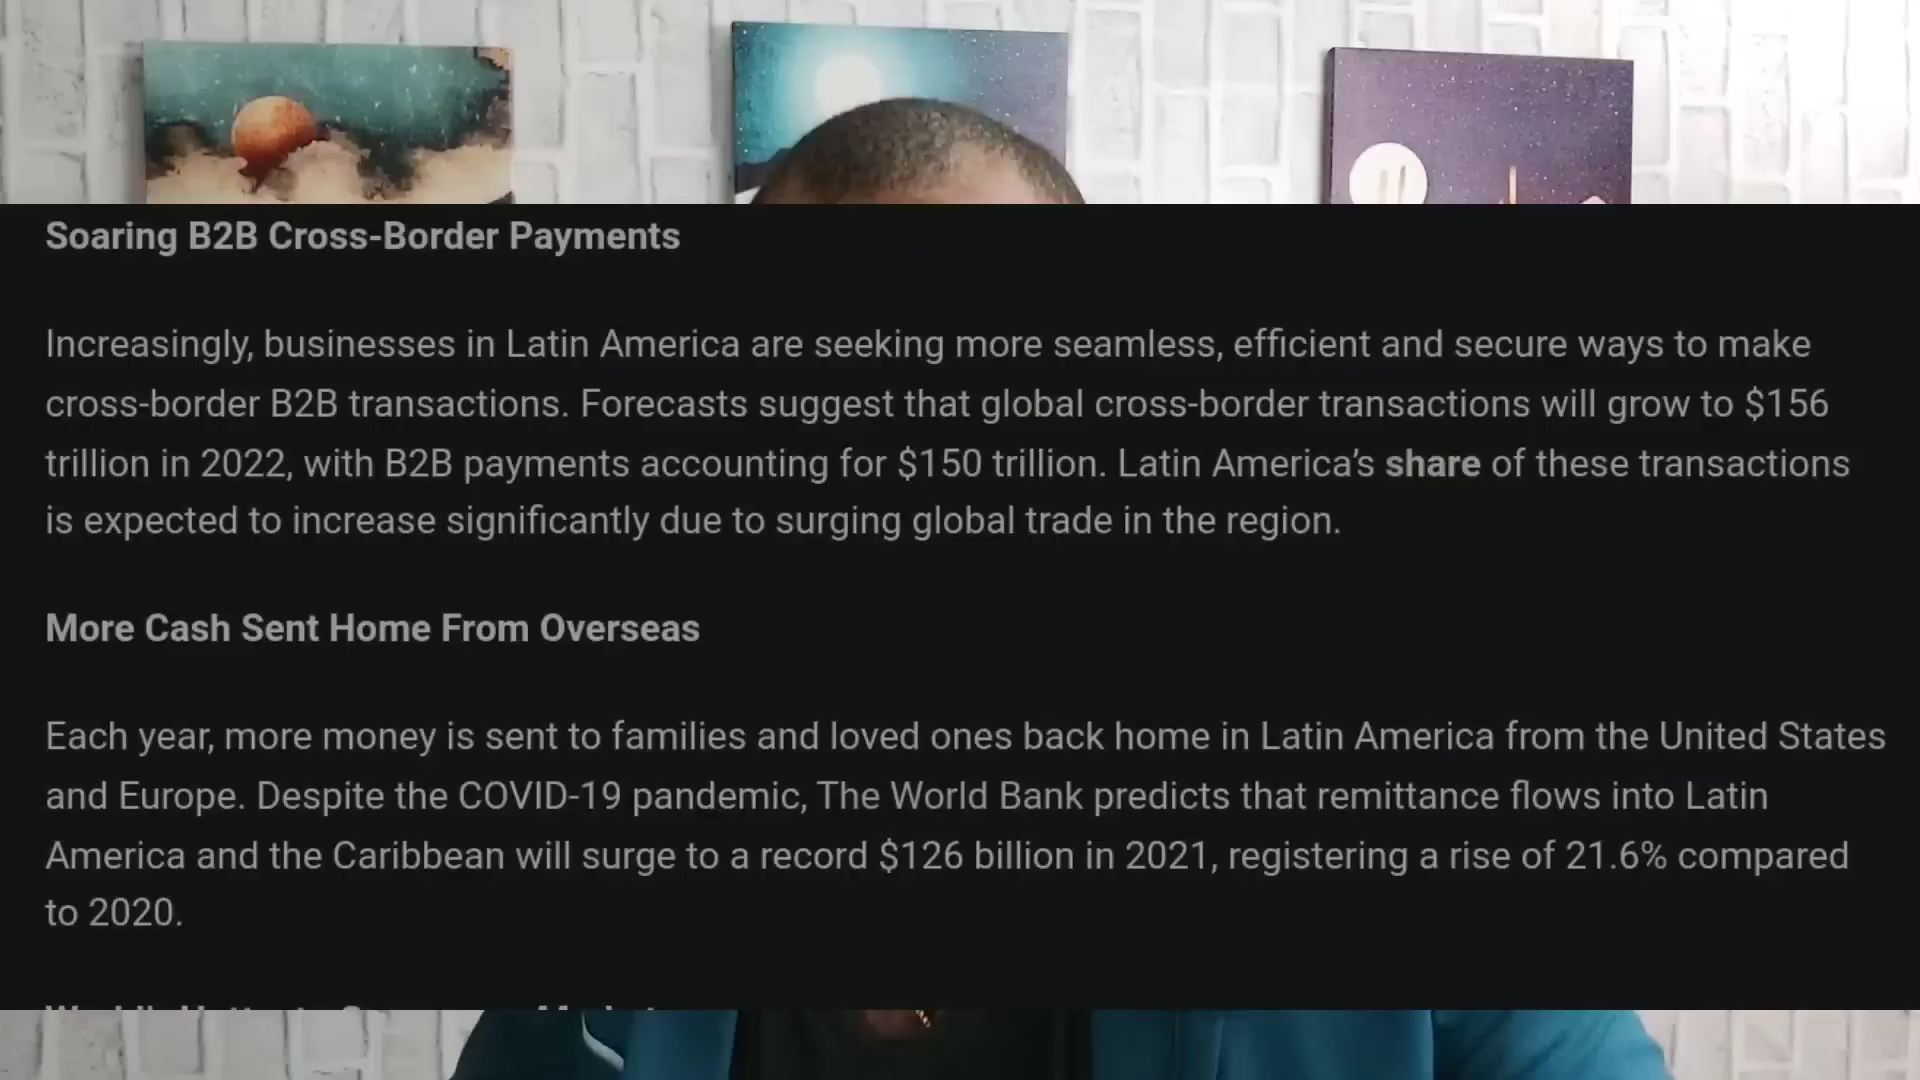 Soaring B2B Cross-Border Payments
Increasingly, businesses in Latin America are seeking more seamless, efficient and secure ways to make
cross-border B2B transactions. Forecasts suggest that global cross-border transactions will grow to $156
trillion in 2022, with B2B payments accounting for $150 trillion. Latin America’s share of these transactions
is expected to increase significantly due to surging global trade in the region.
More Cash Sent Home From Overseas
Each year, more money is sent to families and loved ones back home in Latin America from the United States
and Europe. Despite the COVID-19 pandemic, The World Bank predicts that remittance flows into Latin
America and the Caribbean will surge to a record $126 billion in 2021, registering a rise of 21.6% compared
to 2020.